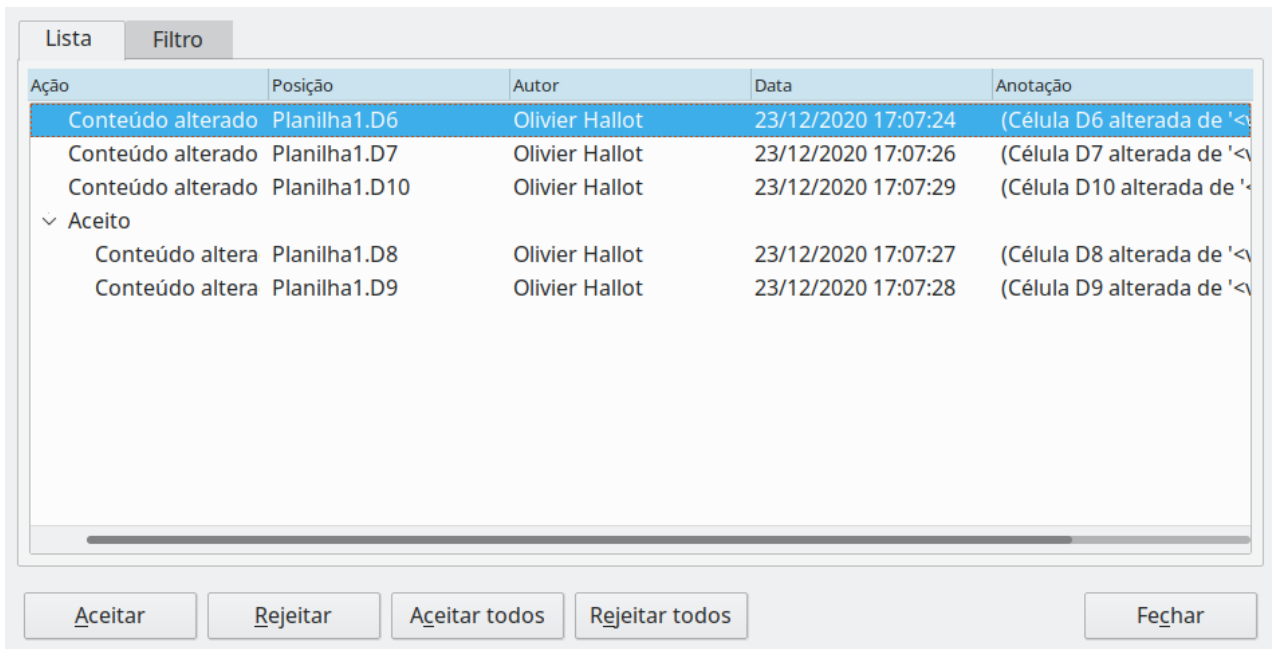 Lista Filtro
Ação Posição Autor Data Anotação
Conteúdo alterado Planilha1.D6 Olivier Hallot 23/12/2020 17:07:24 (Célula D6 alterada de '<
Conteúdo alterado Planilha1.D7 Olivier Hallot 23/12/2020 17:07:26 (Célula D7 alterada de '<
Conteúdo alterado Planilha1.D10 Olivier Hallot 23/12/2020 17:07:29 (Célula D10 alterada de '<
Aceito
Conteúdo altera Planilha1.D8 Olivier Hallot 23/12/2020 17:07:27 (Célula D8 alterada de '<
Conteúdo altera Planilha1.D9 Olivier Hallot 23/12/2020 17:07:28 (Célula D9 alterada de '<
Aceitar Rejeitar Aceitar todos Rejeitar todos Fechar